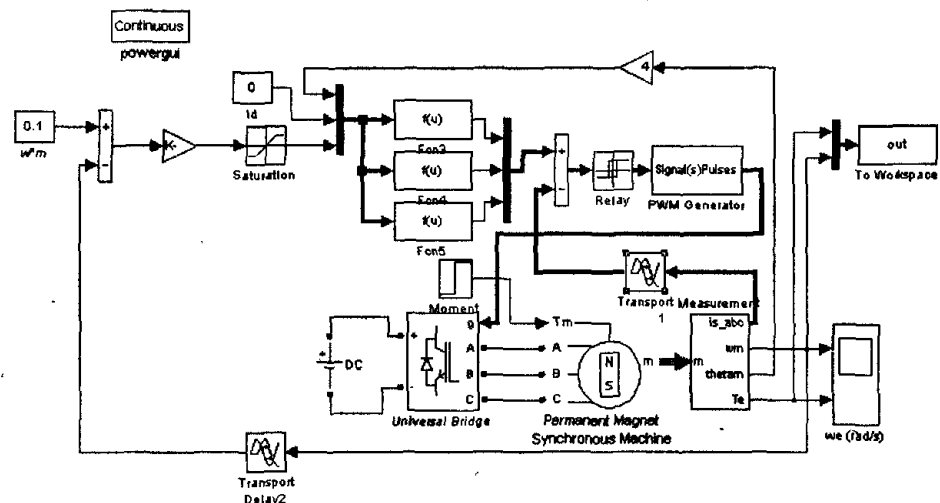 Continuous
powergui
4
0
Id
0.1
w*m
+
-
K-
Saturation
f(u)
Fcn3
f(u)
Fcn4
f(u)
Fcn5
+
-
Relay
Signal(s)Pulses
PWM Generator
out
To Workspace
Moment
Transport
1
Measurement
is_abc
wm
thetam
Te
m
m
DC
+
-
g
A
B
C
Universal Bridge
Tm
A
B
C
N
S
Permanent Magnet
Synchronous Machine
we (rad/s)
Transport
Delay2